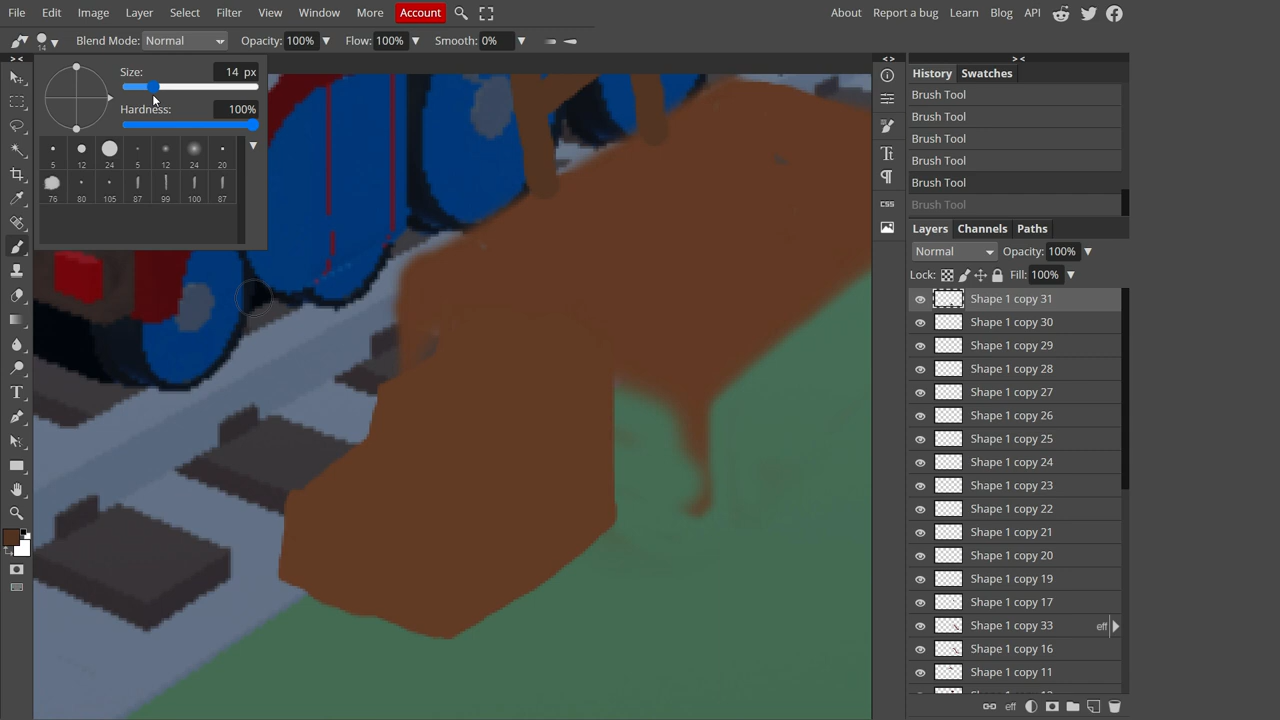 File Edit Image Layer Select Filter View Window More Account About Report a bug Learn Blog API
14 Blend Mode: Normal Opacity: 100% Flow: 100% Smooth: 0%
Size: 14 px
Hardness: 100%
5 12 24 5 12 24 20
76 80 105 87 99 100 87
CSS
History Swatches
Brush Tool
Brush Tool
Brush Tool
Brush Tool
Brush Tool
Brush Tool
Layers Channels Paths
Normal Opacity: 100%
Lock: Fill: 100%
Shape 1 copy 31
Shape 1 copy 30
Shape 1 copy 29
Shape 1 copy 28
Shape 1 copy 27
Shape 1 copy 26
Shape 1 copy 25
Shape 1 copy 24
Shape 1 copy 23
Shape 1 copy 22
Shape 1 copy 21
Shape 1 copy 20
Shape 1 copy 19
Shape 1 copy 17
Shape 1 copy 33 eff
Shape 1 copy 16
Shape 1 copy 11
eff